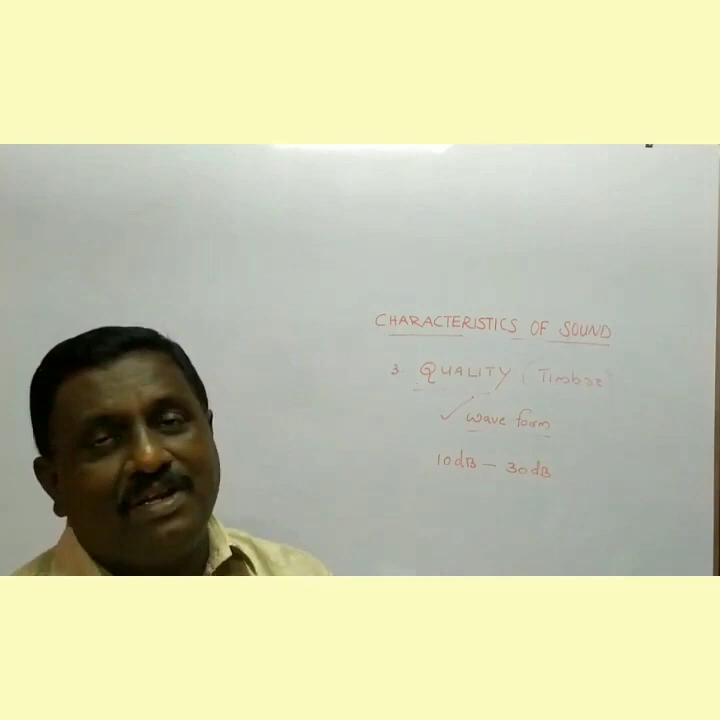 CHARACTERISTICS OF SOUND
3. QUALITY (Timbre
wave form
10dB — 30dB